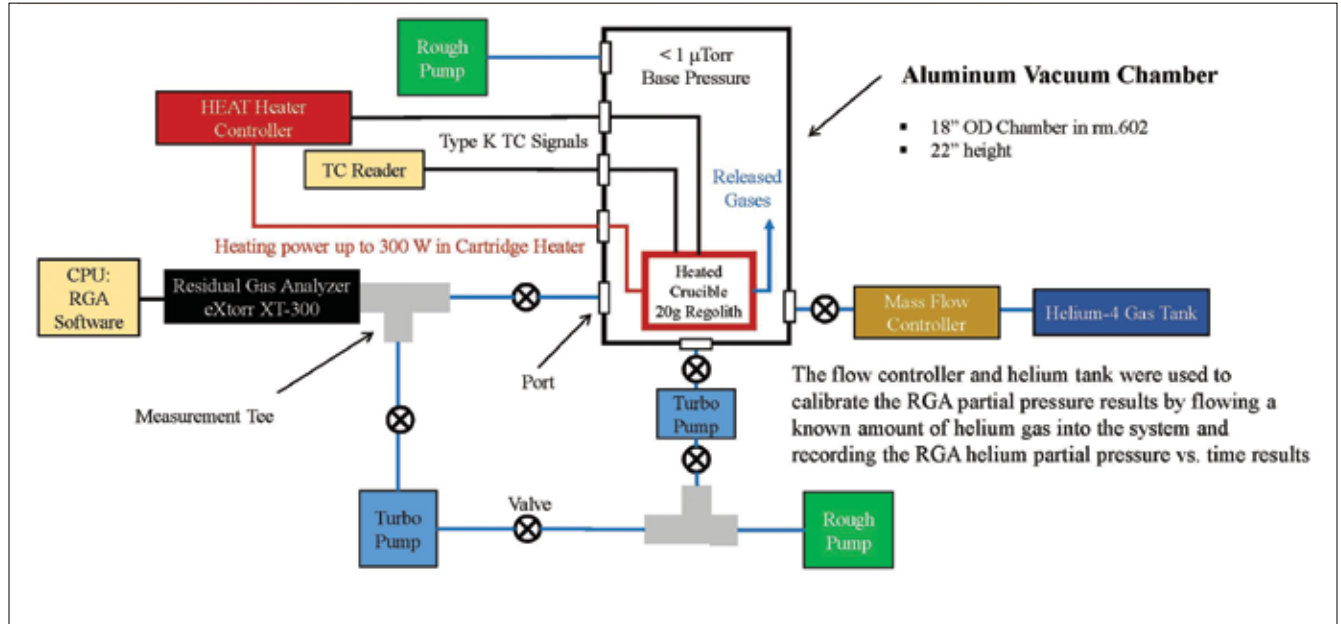 Rough
Pump
< 1 μTorr
Base Pressure
Aluminum Vacuum Chamber
▪ 18” OD Chamber in rm.602
▪ 22” height
HEAT Heater
Controller
Type K TC Signals
TC Reader
Released
Gases
Heating power up to 300 W in Cartridge Heater
CPU:
RGA
Software
Residual Gas Analyzer
eXtorr XT-300
Heated
Crucible
20g Regolith
Mass Flow
Controller
Helium-4 Gas Tank
Port
Measurement Tee
Turbo
Pump
The flow controller and helium tank were used to
calibrate the RGA partial pressure results by flowing a
known amount of helium gas into the system and
recording the RGA helium partial pressure vs. time results
Turbo
Pump
Valve
Rough
Pump